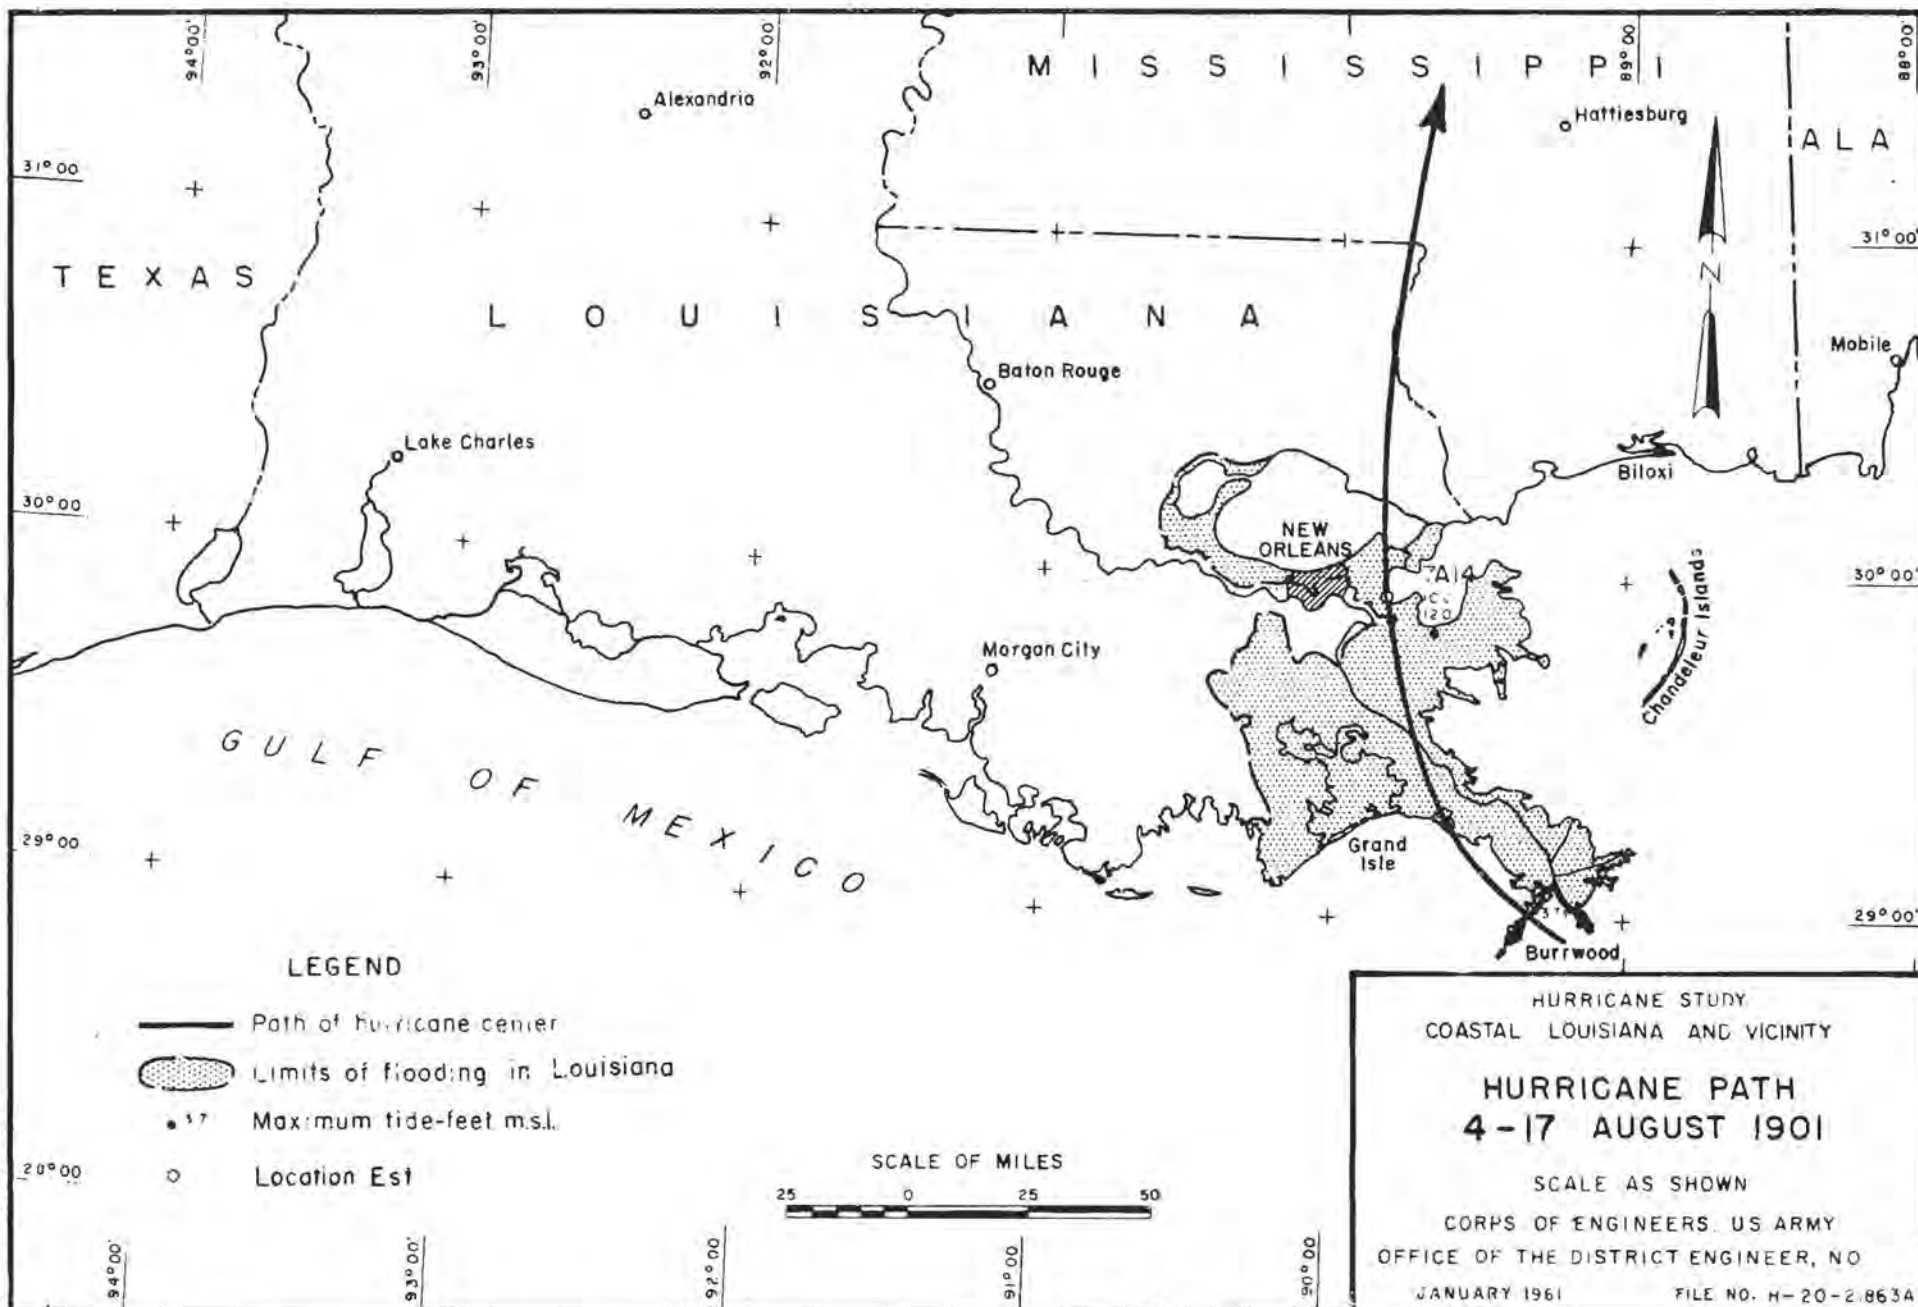 94°00'
93°00'
92°00'
89°00'
88°00'
MISSISSIPPI
Alexandria
Hattiesburg
ALA
31°00'
31°00'
TEXAS
N
LOUISIANA
Mobile
Baton Rouge
Lake Charles
Biloxi
30°00'
NEW
ORLEANS
30°00'
Chandeleur Islands
Morgan City
GULF OF MEXICO
29°00'
Grand
Isle
29°00'
Burrwood
LEGEND
Path of hurricane center
Limits of flooding in Louisiana
Maximum tide-feet m.s.l.
Location Est
SCALE OF MILES
25 0 25 50
94°00'
93°00'
92°00'
91°00'
90°00'
HURRICANE STUDY
COASTAL LOUISIANA AND VICINITY
HURRICANE PATH
4-17 AUGUST 1901
SCALE AS SHOWN
CORPS OF ENGINEERS. US ARMY
OFFICE OF THE DISTRICT ENGINEER, NO
JANUARY 1961 FILE NO. H-20-2.863A